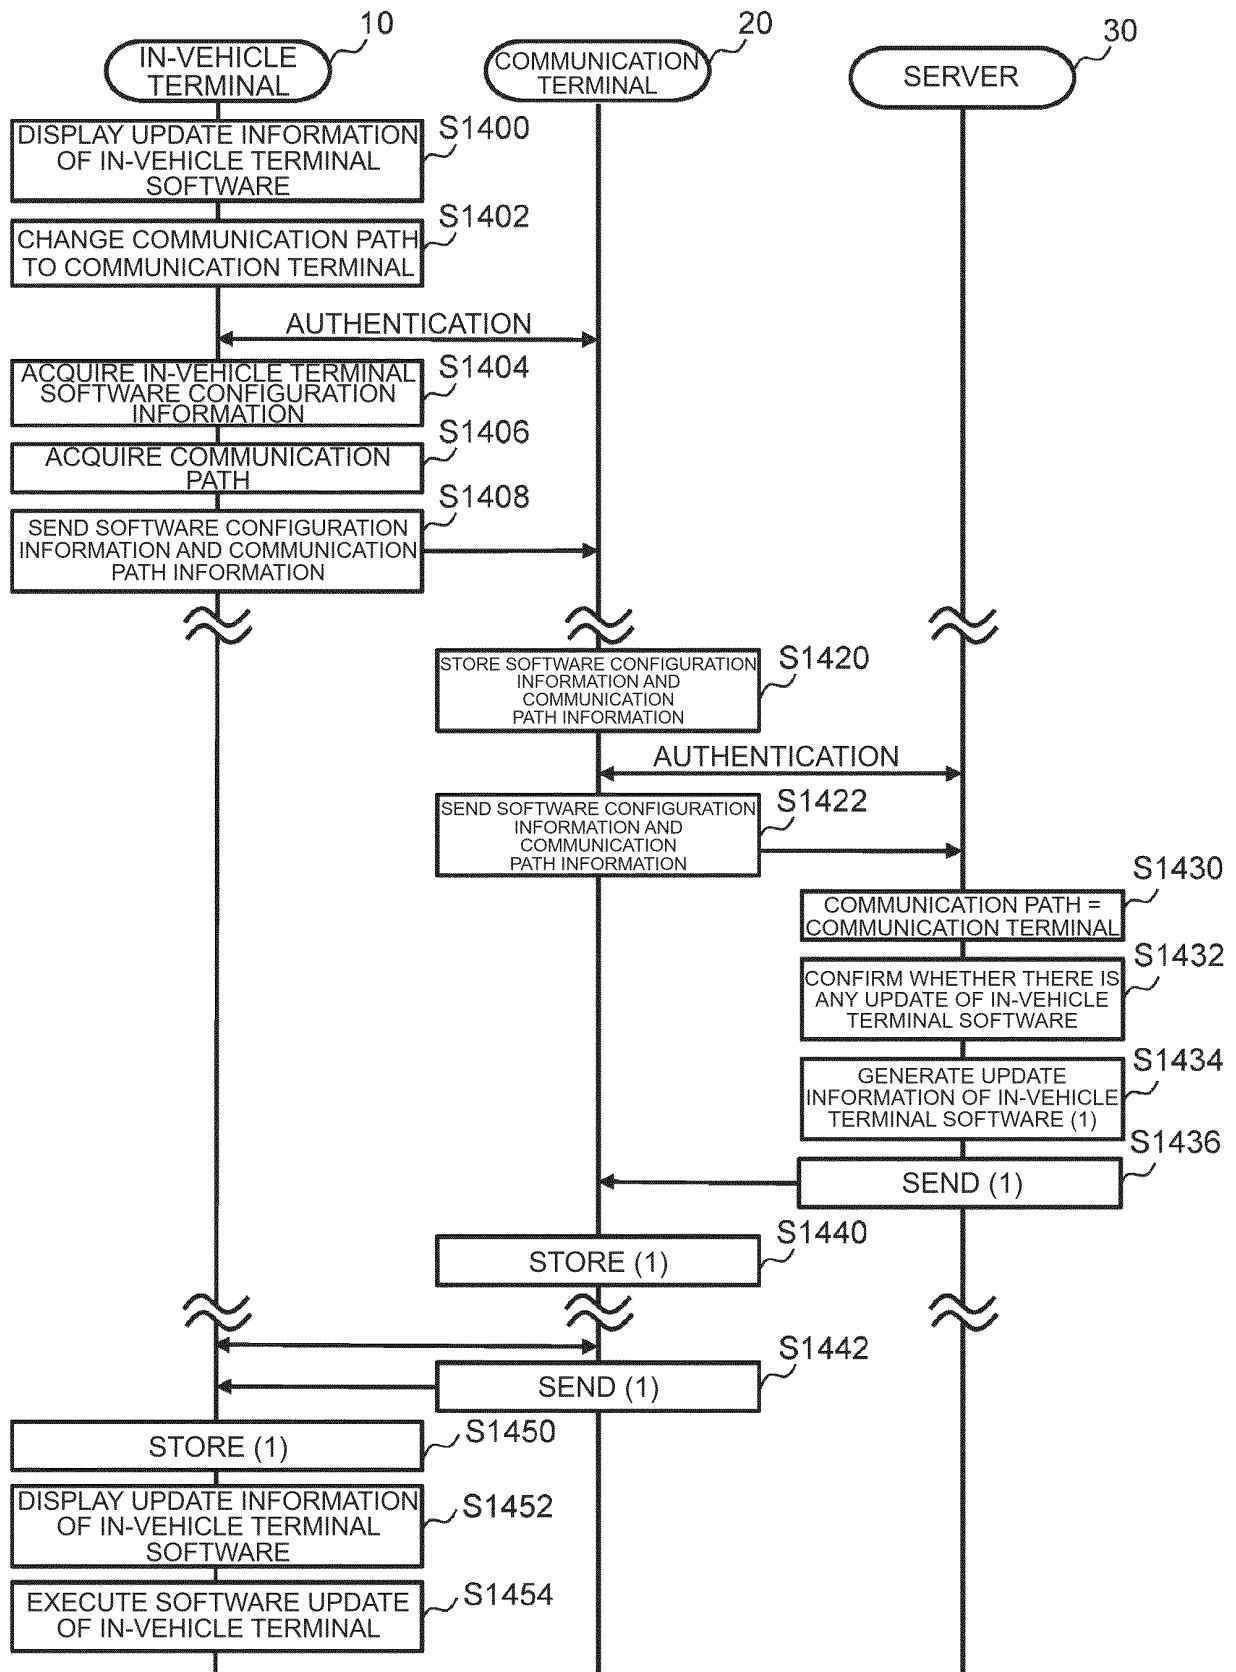 10
20
30
IN-VEHICLE
TERMINAL
COMMUNICATION
TERMINAL
SERVER
S1400
DISPLAY UPDATE INFORMATION
OF IN-VEHICLE TERMINAL
SOFTWARE
S1402
CHANGE COMMUNICATION PATH
TO COMMUNICATION TERMINAL
AUTHENTICATION
S1404
ACQUIRE IN-VEHICLE TERMINAL
SOFTWARE CONFIGURATION
INFORMATION
S1406
ACQUIRE COMMUNICATION
PATH
S1408
SEND SOFTWARE CONFIGURATION
INFORMATION AND COMMUNICATION
PATH INFORMATION
S1420
STORE SOFTWARE CONFIGURATION
INFORMATION AND
COMMUNICATION
PATH INFORMATION
AUTHENTICATION
S1422
SEND SOFTWARE CONFIGURATION
INFORMATION AND
COMMUNICATION
PATH INFORMATION
S1430
COMMUNICATION PATH =
COMMUNICATION TERMINAL
S1432
CONFIRM WHETHER THERE IS
ANY UPDATE OF IN-VEHICLE
TERMINAL SOFTWARE
S1434
GENERATE UPDATE
INFORMATION OF IN-VEHICLE
TERMINAL SOFTWARE (1)
S1436
SEND (1)
S1440
STORE (1)
S1442
SEND (1)
S1450
STORE (1)
S1452
DISPLAY UPDATE INFORMATION
OF IN-VEHICLE TERMINAL
SOFTWARE
S1454
EXECUTE SOFTWARE UPDATE
OF IN-VEHICLE TERMINAL